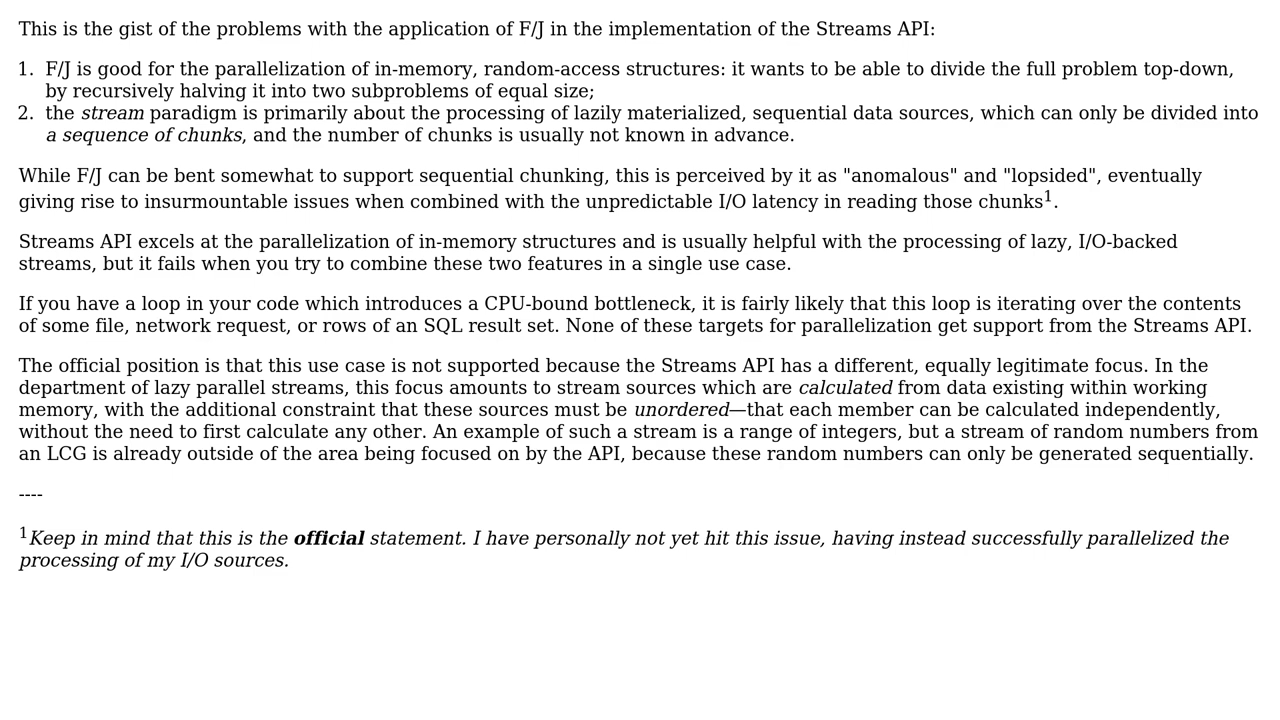 This is the gist of the problems with the application of F/J in the implementation of the Streams API:
1. F/J is good for the parallelization of in-memory, random-access structures: it wants to be able to divide the full problem top-down,
by recursively halving it into two subproblems of equal size;
2. the stream paradigm is primarily about the processing of lazily materialized, sequential data sources, which can only be divided into
a sequence of chunks, and the number of chunks is usually not known in advance.
While F/J can be bent somewhat to support sequential chunking, this is perceived by it as "anomalous" and "lopsided", eventually
giving rise to insurmountable issues when combined with the unpredictable I/O latency in reading those chunks1.
Streams API excels at the parallelization of in-memory structures and is usually helpful with the processing of lazy, I/O-backed
streams, but it fails when you try to combine these two features in a single use case.
If you have a loop in your code which introduces a CPU-bound bottleneck, it is fairly likely that this loop is iterating over the contents
of some file, network request, or rows of an SQL result set. None of these targets for parallelization get support from the Streams API.
The official position is that this use case is not supported because the Streams API has a different, equally legitimate focus. In the
department of lazy parallel streams, this focus amounts to stream sources which are calculated from data existing within working
memory, with the additional constraint that these sources must be unordered—that each member can be calculated independently,
without the need to first calculate any other. An example of such a stream is a range of integers, but a stream of random numbers from
an LCG is already outside of the area being focused on by the API, because these random numbers can only be generated sequentially.
----
1Keep in mind that this is the official statement. I have personally not yet hit this issue, having instead successfully parallelized the
processing of my I/O sources.